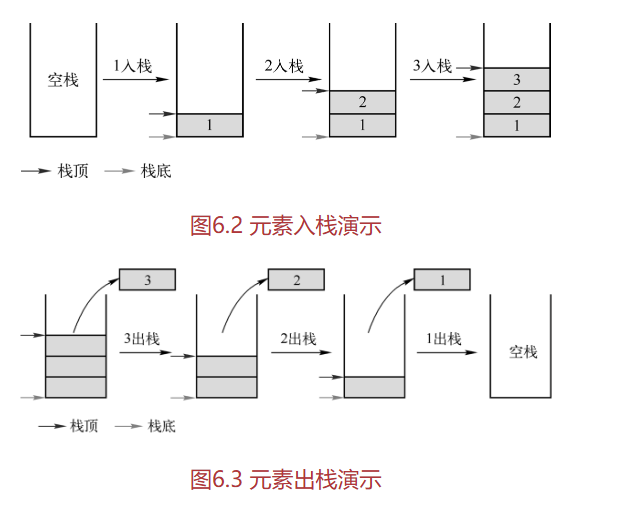 空栈
1入栈
1
2入栈
2
1
3入栈
3
2
1
栈顶 栈底
图6.2 元素入栈演示
3
3出栈
2
2出栈
1
1出栈
空栈
栈顶 栈底
图6.3 元素出栈演示